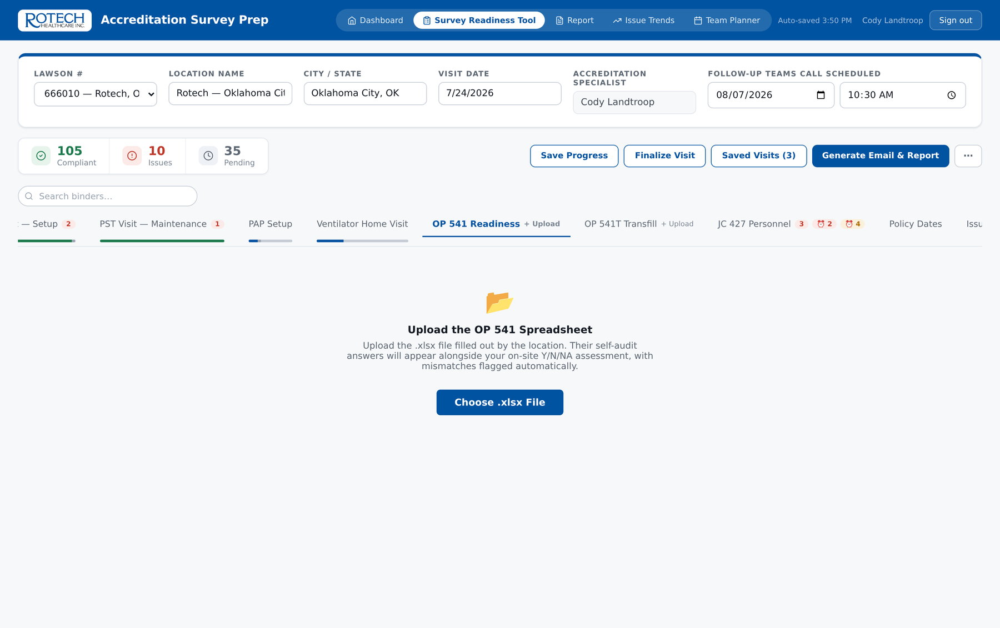 ROTECH
HEALTHCARE INC.
Accreditation Survey Prep
Dashboard
Survey Readiness Tool
Report
Issue Trends
Team Planner
Auto-saved 3:50 PM
Cody Landtroop
Sign out
LAWSON #
666010 — Rotech, O
LOCATION NAME
Rotech — Oklahoma Cit
CITY / STATE
Oklahoma City, OK
VISIT DATE
7/24/2026
ACCREDITATION
SPECIALIST
Cody Landtroop
FOLLOW-UP TEAMS CALL SCHEDULED
08/07/2026
10:30 AM
105
Compliant
10
Issues
35
Pending
Save Progress
Finalize Visit
Saved Visits (3)
Generate Email & Report
...
Search binders...
— Setup 2
PST Visit — Maintenance 1
PAP Setup
Ventilator Home Visit
OP 541 Readiness + Upload
OP 541T Transfill + Upload
JC 427 Personnel 3 ⏰ 2 ⏰ 4
Policy Dates
Issu
Upload the OP 541 Spreadsheet
Upload the .xlsx file filled out by the location. Their self-audit
answers will appear alongside your on-site Y/N/NA assessment, with
mismatches flagged automatically.
Choose .xlsx File